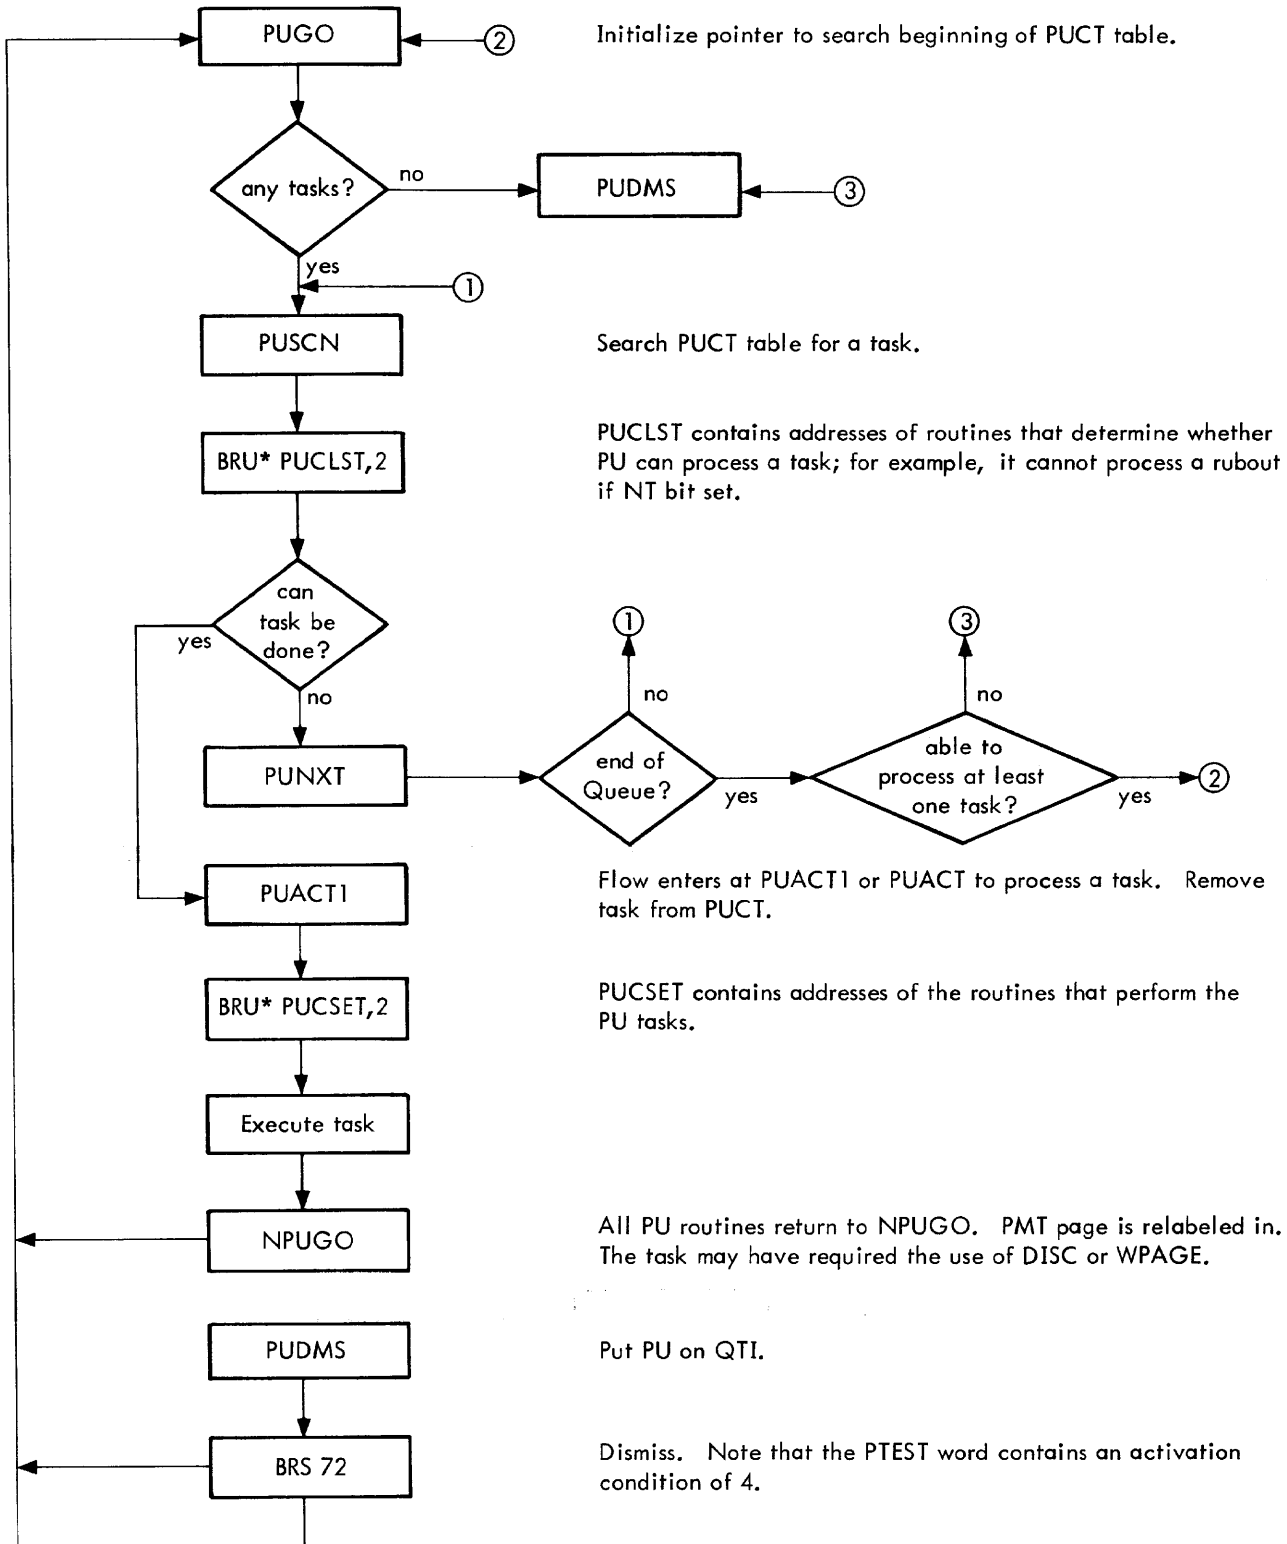 PUGO
2
Initialize pointer to search beginning of PUCT table.
any tasks?
no
PUDMS
3
yes
1
PUSCN
Search PUCT table for a task.
BRU* PUCLST,2
PUCLST contains addresses of routines that determine whether
PU can process a task; for example, it cannot process a rubout
if NT bit set.
can
task be
done?
yes
no
1
3
no
no
PUNXT
end of
Queue?
yes
able to
process at least
one task?
yes
2
PUACT1
Flow enters at PUACT1 or PUACT to process a task. Remove
task from PUCT.
BRU* PUCSET,2
PUCSET contains addresses of the routines that perform the
PU tasks.
Execute task
NPUGO
All PU routines return to NPUGO. PMT page is relabeled in.
The task may have required the use of DISC or WPAGE.
PUDMS
Put PU on QTI.
BRS 72
Dismiss. Note that the PTEST word contains an activation
condition of 4.